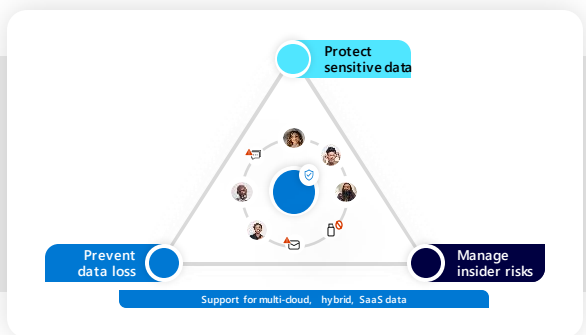 Protect
sensitive data
Prevent
data loss
Manage
insider risks
Support for multi-cloud, hybrid, SaaS data